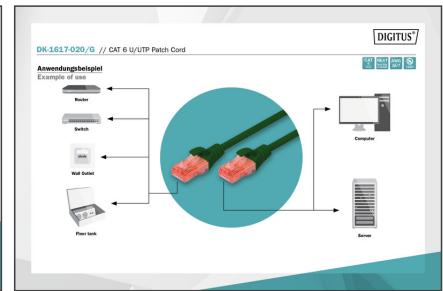 DIGITUS®
DK-1617-020/G // CAT 6 U/UTP Patch Cord
Anwendungsbeispiel
Example of use
Router
Switch
Wall Outlet
Floor tank
Computer
Server